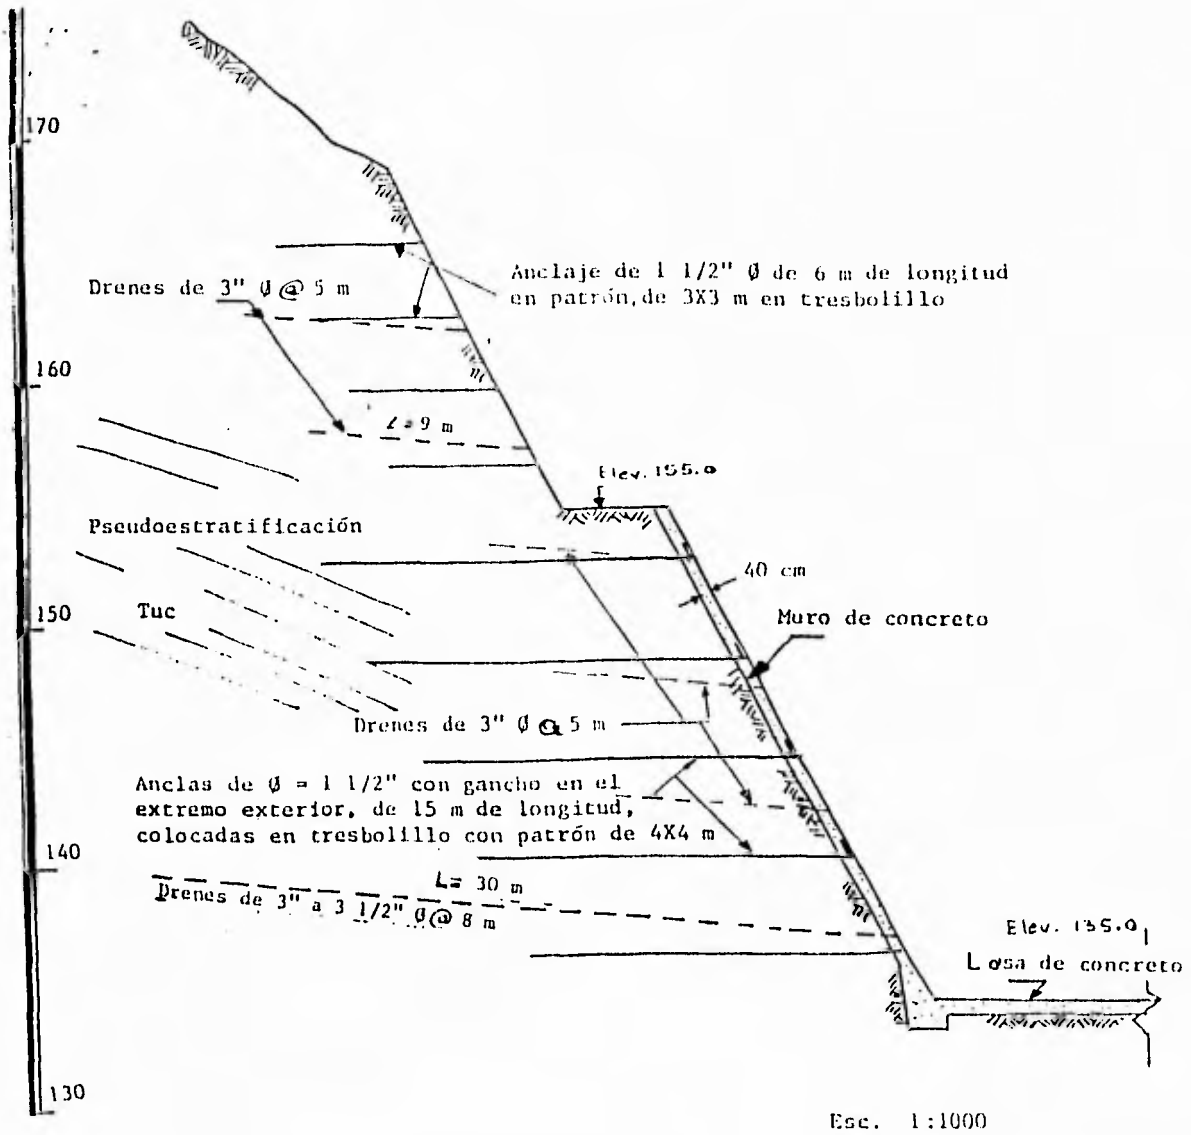 170
Anclaje de 1 1/2" Ø de 6 m de longitud
en patrón, de 3X3 m en tresbolillo
Drenes de 3" Ø @ 5 m
160
L= 9 m
Elev. 155.0
Pseudoestratificación
40 cm
150
Tuc
Muro de concreto
Drenes de 3" Ø @ 5 m
Anclas de Ø = 1 1/2" con gancho en el
extremo exterior, de 15 m de longitud,
colocadas en tresbolillo con patrón de 4X4 m
140
L= 30 m
Drenes de 3" a 3 1/2" Ø @ 8 m
Elev. 135.0
Losa de concreto
130
Esc. 1:1000